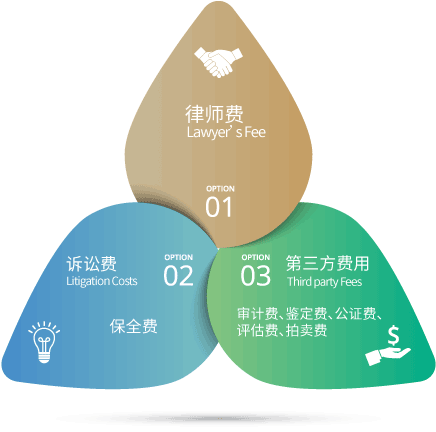 律师费
Lawyer's Fee
OPTION
01
诉讼费
Litigation Costs
OPTION
02
保全费
OPTION
03
第三方费用
Third party Fees
审计费、鉴定费、公证费、
评估费、拍卖费
$